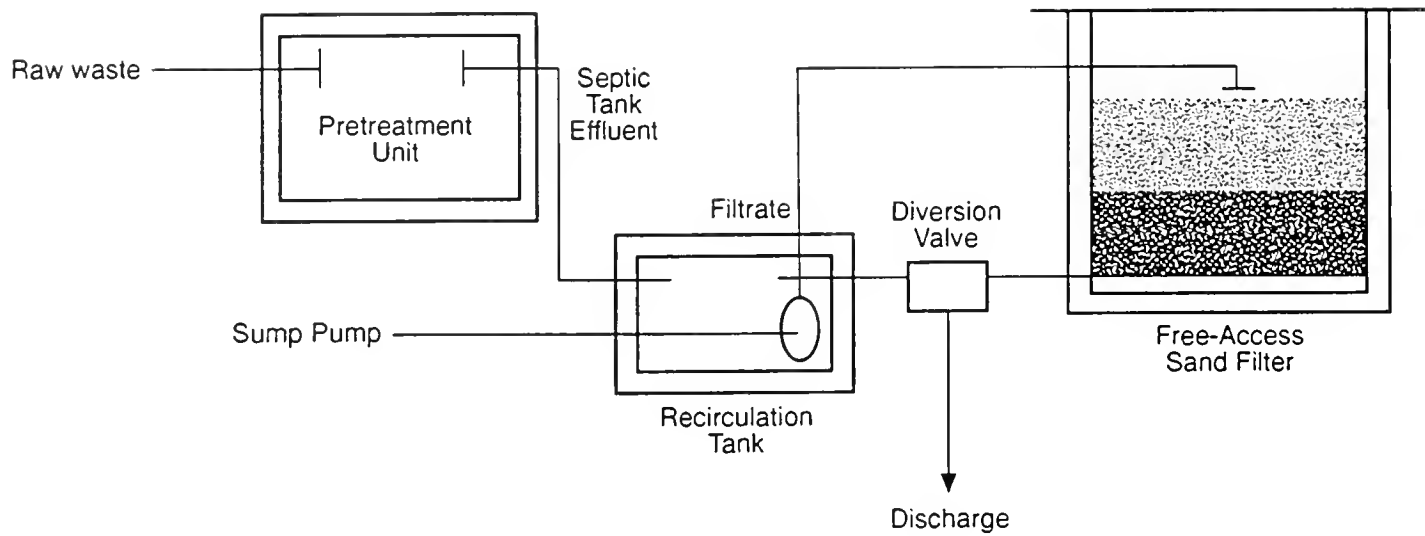 Raw waste
Pretreatment
Unit
Septic
Tank
Effluent
Filtrate
Diversion
Valve
Sump Pump
Recirculation
Tank
Free-Access
Sand Filter
Discharge